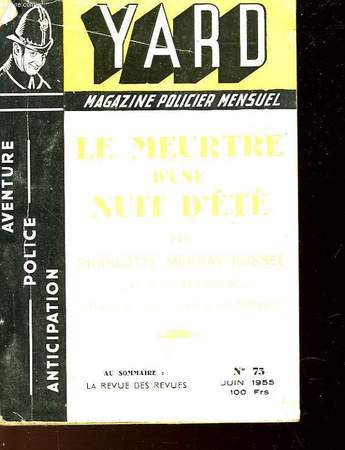 YARD
MAGAZINE POLICIER MENSUEL
AVENTURE
POLICE
ANTICIPATION
LE MEURTRE
D'UNE
NUIT D'ÉTÉ
PAR
CHARLOTTE MURRAY RUSSEL
AU SOMMAIRE :
LA REVUE DES REVUES
N° 75
JUIN 1955
100 Frs